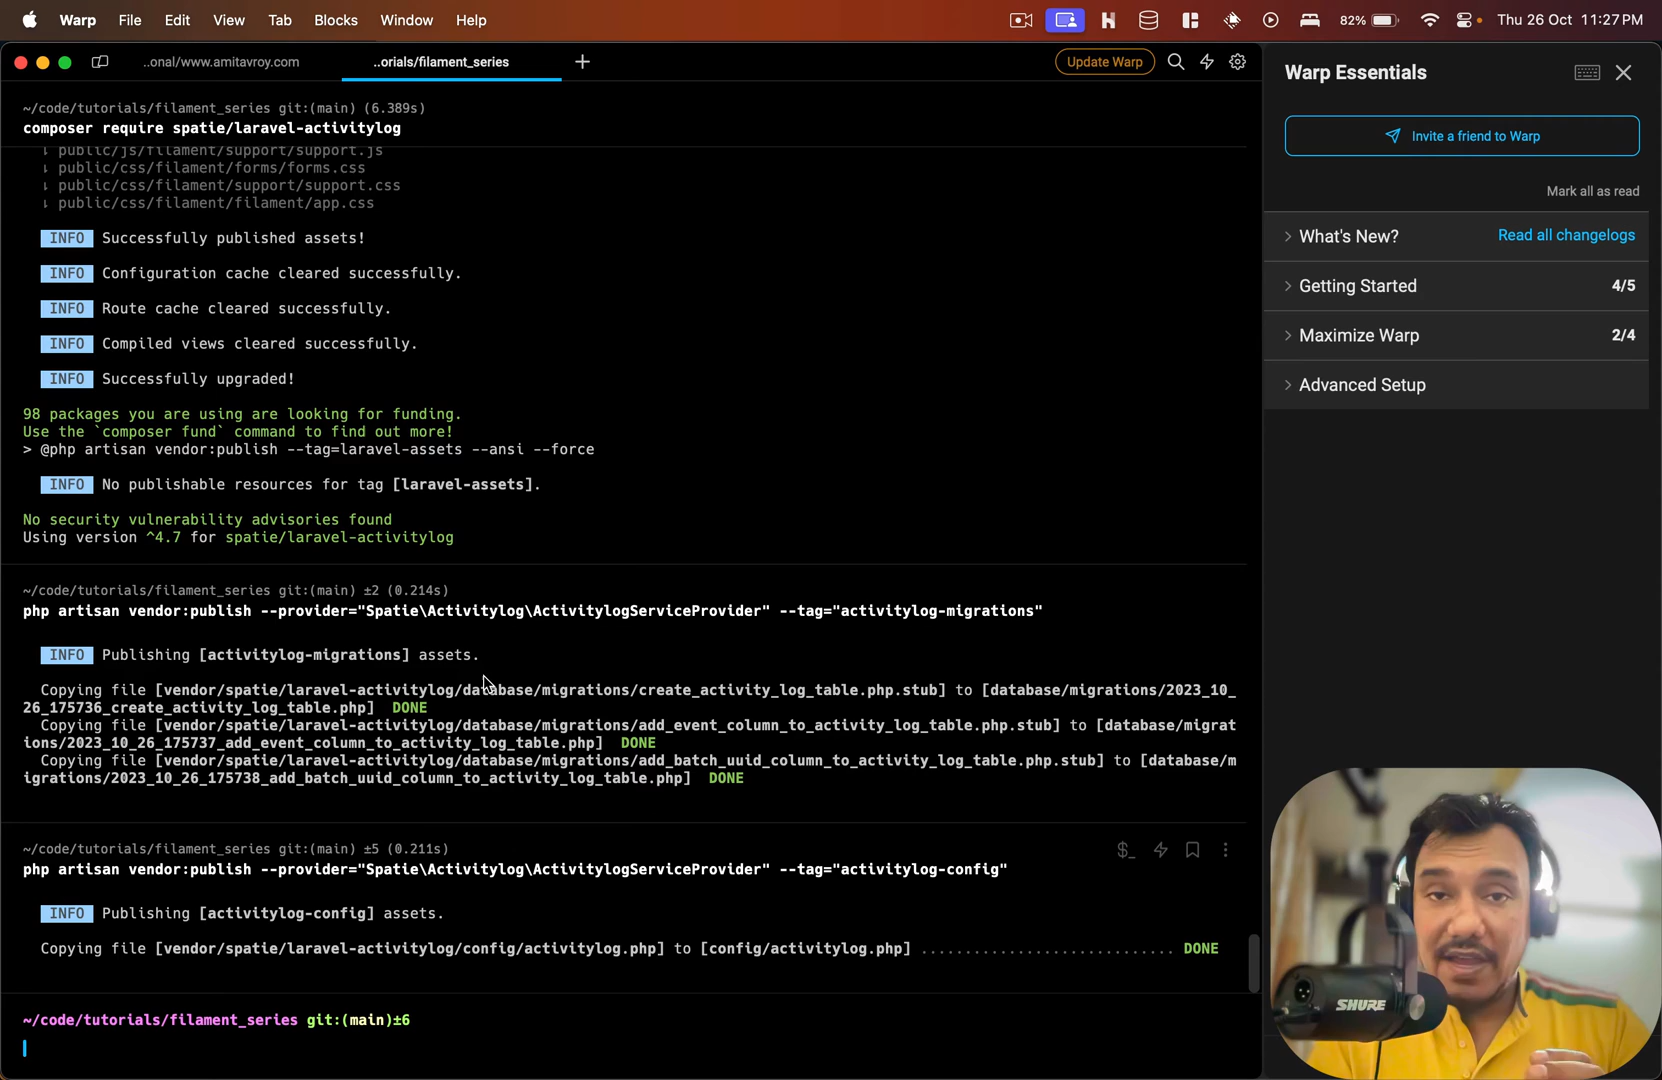 Warp File Edit View Tab Blocks Window Help
82% Thu 26 Oct 11:27 PM
..onal/www.amitavroy.com ..orials/filament_series + Update Warp
~/code/tutorials/filament_series git:(main) (6.389s)
composer require spatie/laravel-activitylog
↓ public/js/filament/support/support.js
↓ public/css/filament/forms/forms.css
↓ public/css/filament/support/support.css
↓ public/css/filament/filament/app.css
INFO Successfully published assets!
INFO Configuration cache cleared successfully.
INFO Route cache cleared successfully.
INFO Compiled views cleared successfully.
INFO Successfully upgraded!
98 packages you are using are looking for funding.
Use the `composer fund` command to find out more!
> @php artisan vendor:publish --tag=laravel-assets --ansi --force
INFO No publishable resources for tag [laravel-assets].
No security vulnerability advisories found
Using version ^4.7 for spatie/laravel-activitylog
~/code/tutorials/filament_series git:(main) ±2 (0.214s)
php artisan vendor:publish --provider="Spatie\Activitylog\ActivitylogServiceProvider" --tag="activitylog-migrations"
INFO Publishing [activitylog-migrations] assets.
Copying file [vendor/spatie/laravel-activitylog/database/migrations/create_activity_log_table.php.stub] to [database/migrations/2023_10_
26_175736_create_activity_log_table.php] DONE
Copying file [vendor/spatie/laravel-activitylog/database/migrations/add_event_column_to_activity_log_table.php.stub] to [database/migrat
ions/2023_10_26_175737_add_event_column_to_activity_log_table.php] DONE
Copying file [vendor/spatie/laravel-activitylog/database/migrations/add_batch_uuid_column_to_activity_log_table.php.stub] to [database/m
igrations/2023_10_26_175738_add_batch_uuid_column_to_activity_log_table.php] DONE
~/code/tutorials/filament_series git:(main) ±5 (0.211s)
php artisan vendor:publish --provider="Spatie\Activitylog\ActivitylogServiceProvider" --tag="activitylog-config"
INFO Publishing [activitylog-config] assets.
Copying file [vendor/spatie/laravel-activitylog/config/activitylog.php] to [config/activitylog.php] ............................. DONE
~/code/tutorials/filament_series git:(main)±6
Warp Essentials
Invite a friend to Warp
Mark all as read
What's New? Read all changelogs
Getting Started 4/5
Maximize Warp 2/4
Advanced Setup
SHURE